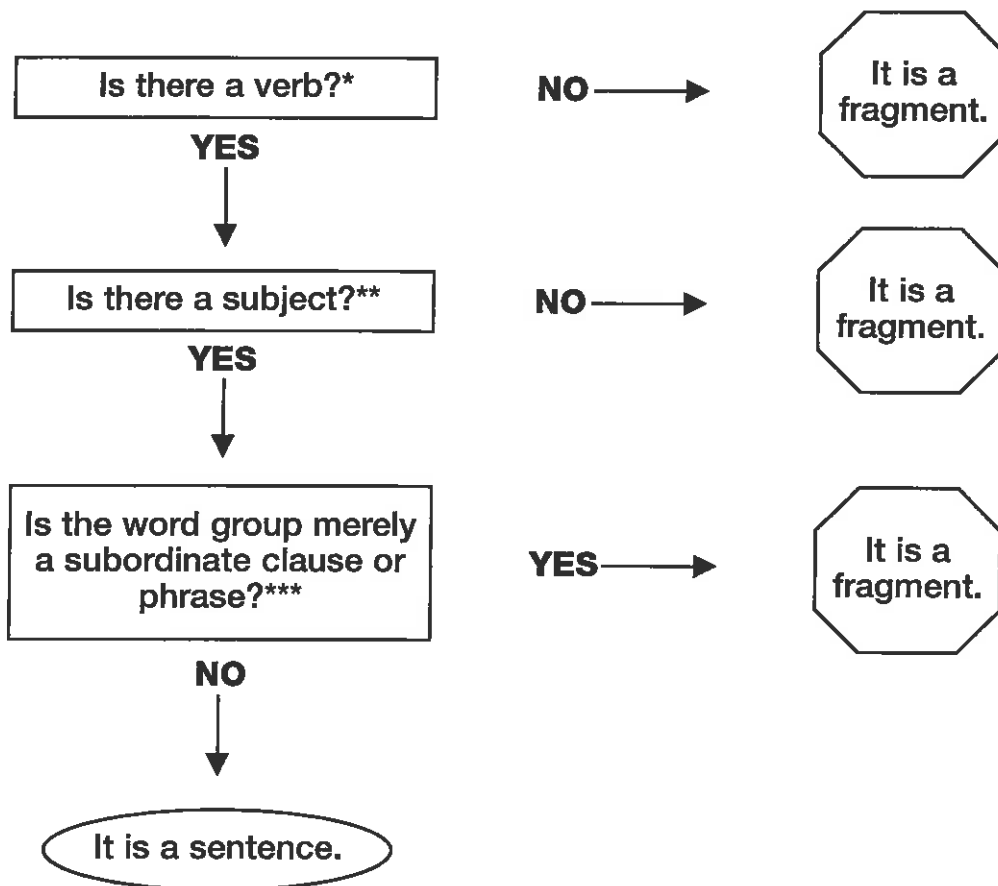 Is there a verb?*
NO
It is a
fragment.
YES
Is there a subject?**
NO
It is a
fragment.
YES
Is the word group merely
a subordinate clause or
phrase?***
YES
It is a
fragment.
NO
It is a sentence.